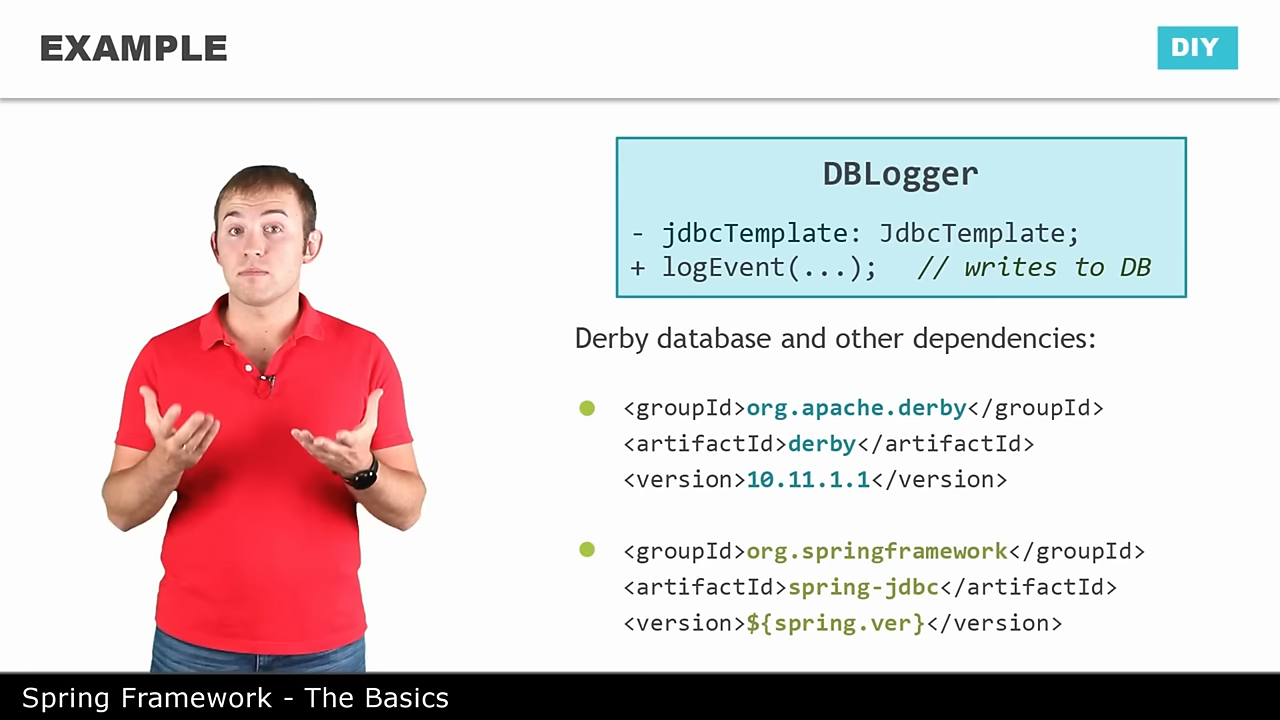 EXAMPLE
DIY
DBLogger
- jdbcTemplate: JdbcTemplate;
+ logEvent(...); // writes to DB
Derby database and other dependencies:
<groupId>org.apache.derby</groupId>
<artifactId>derby</artifactId>
<version>10.11.1.1</version>
<groupId>org.springframework</groupId>
<artifactId>spring-jdbc</artifactId>
<version>${spring.ver}</version>
Spring Framework - The Basics